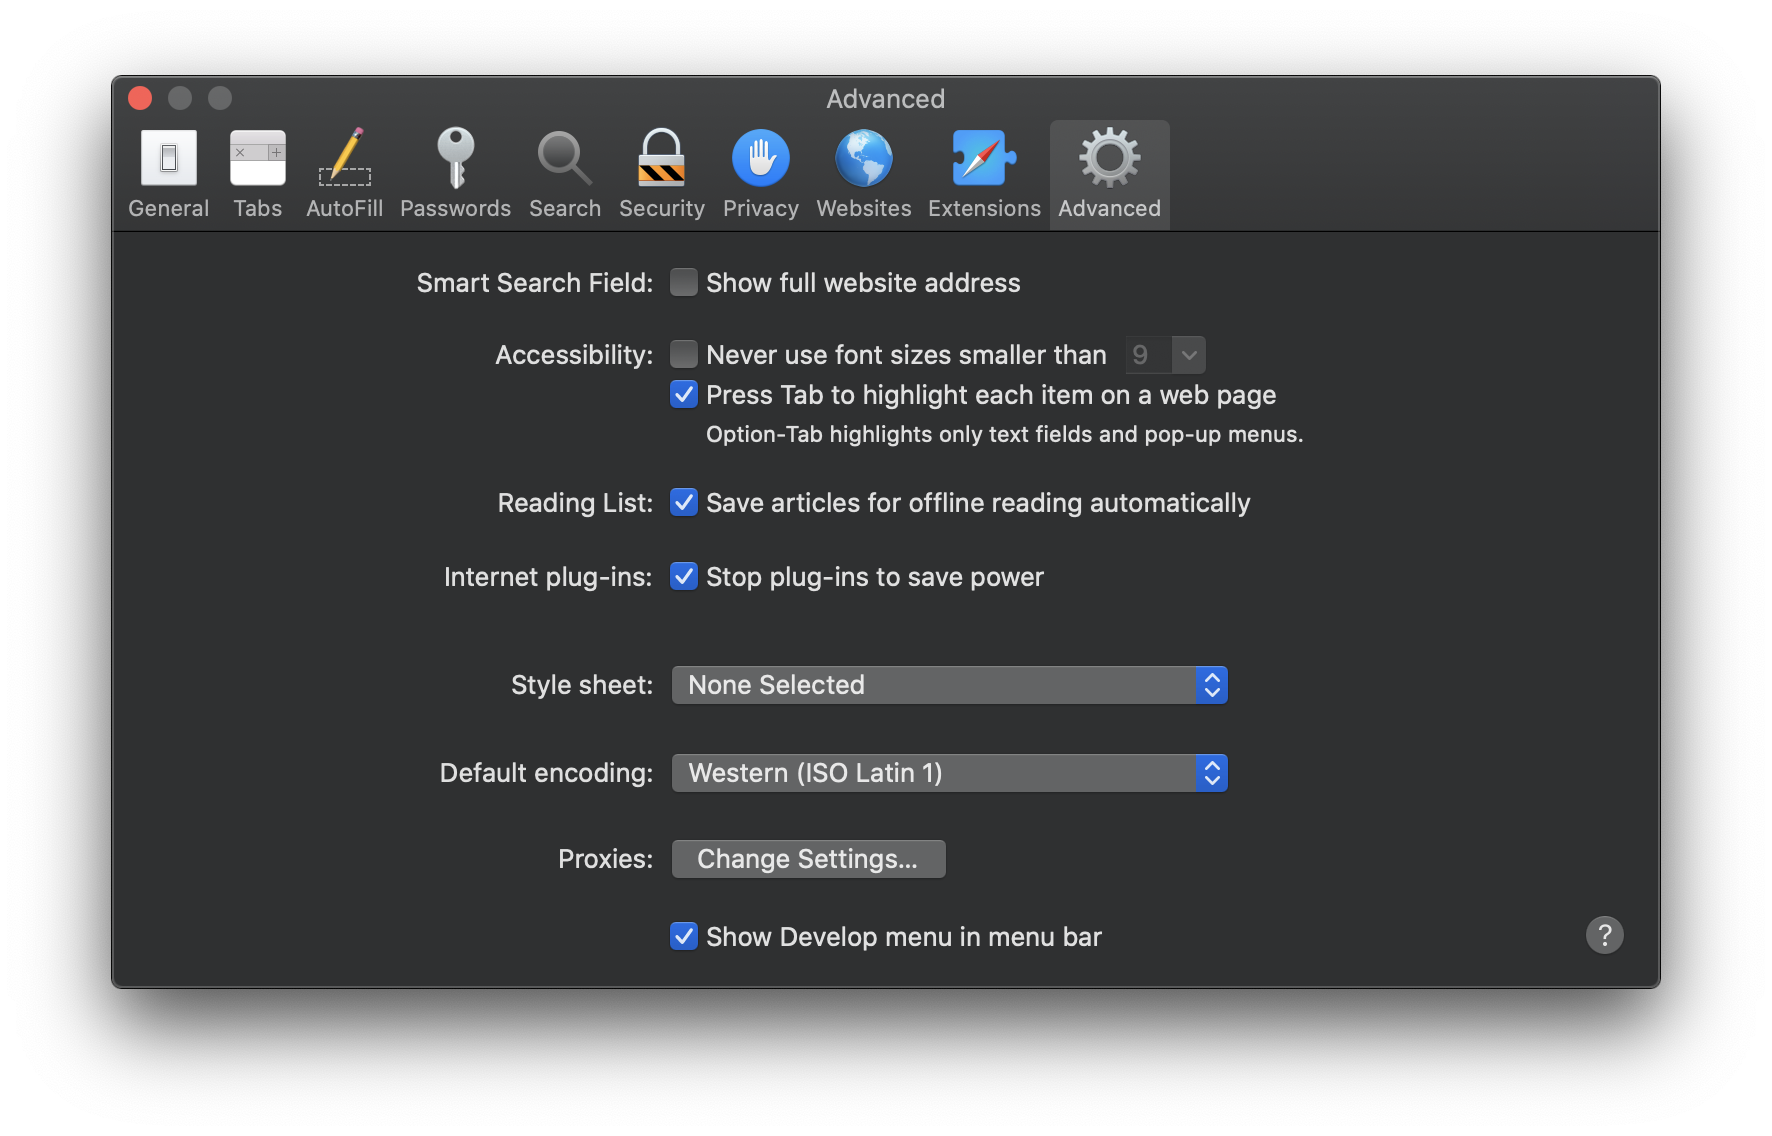 Advanced
General Tabs AutoFill Passwords Search Security Privacy Websites Extensions Advanced
Smart Search Field: Show full website address
Accessibility: Never use font sizes smaller than 9
Press Tab to highlight each item on a web page
Option-Tab highlights only text fields and pop-up menus.
Reading List: Save articles for offline reading automatically
Internet plug-ins: Stop plug-ins to save power
Style sheet: None Selected
Default encoding: Western (ISO Latin 1)
Proxies: Change Settings...
Show Develop menu in menu bar
?